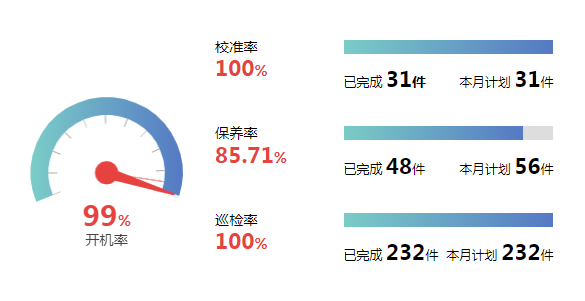 校准率
100%
已完成 31件 本月计划 31件
保养率
85.71%
已完成 48件 本月计划 56件
99%
开机率
巡检率
100%
已完成 232件 本月计划 232件